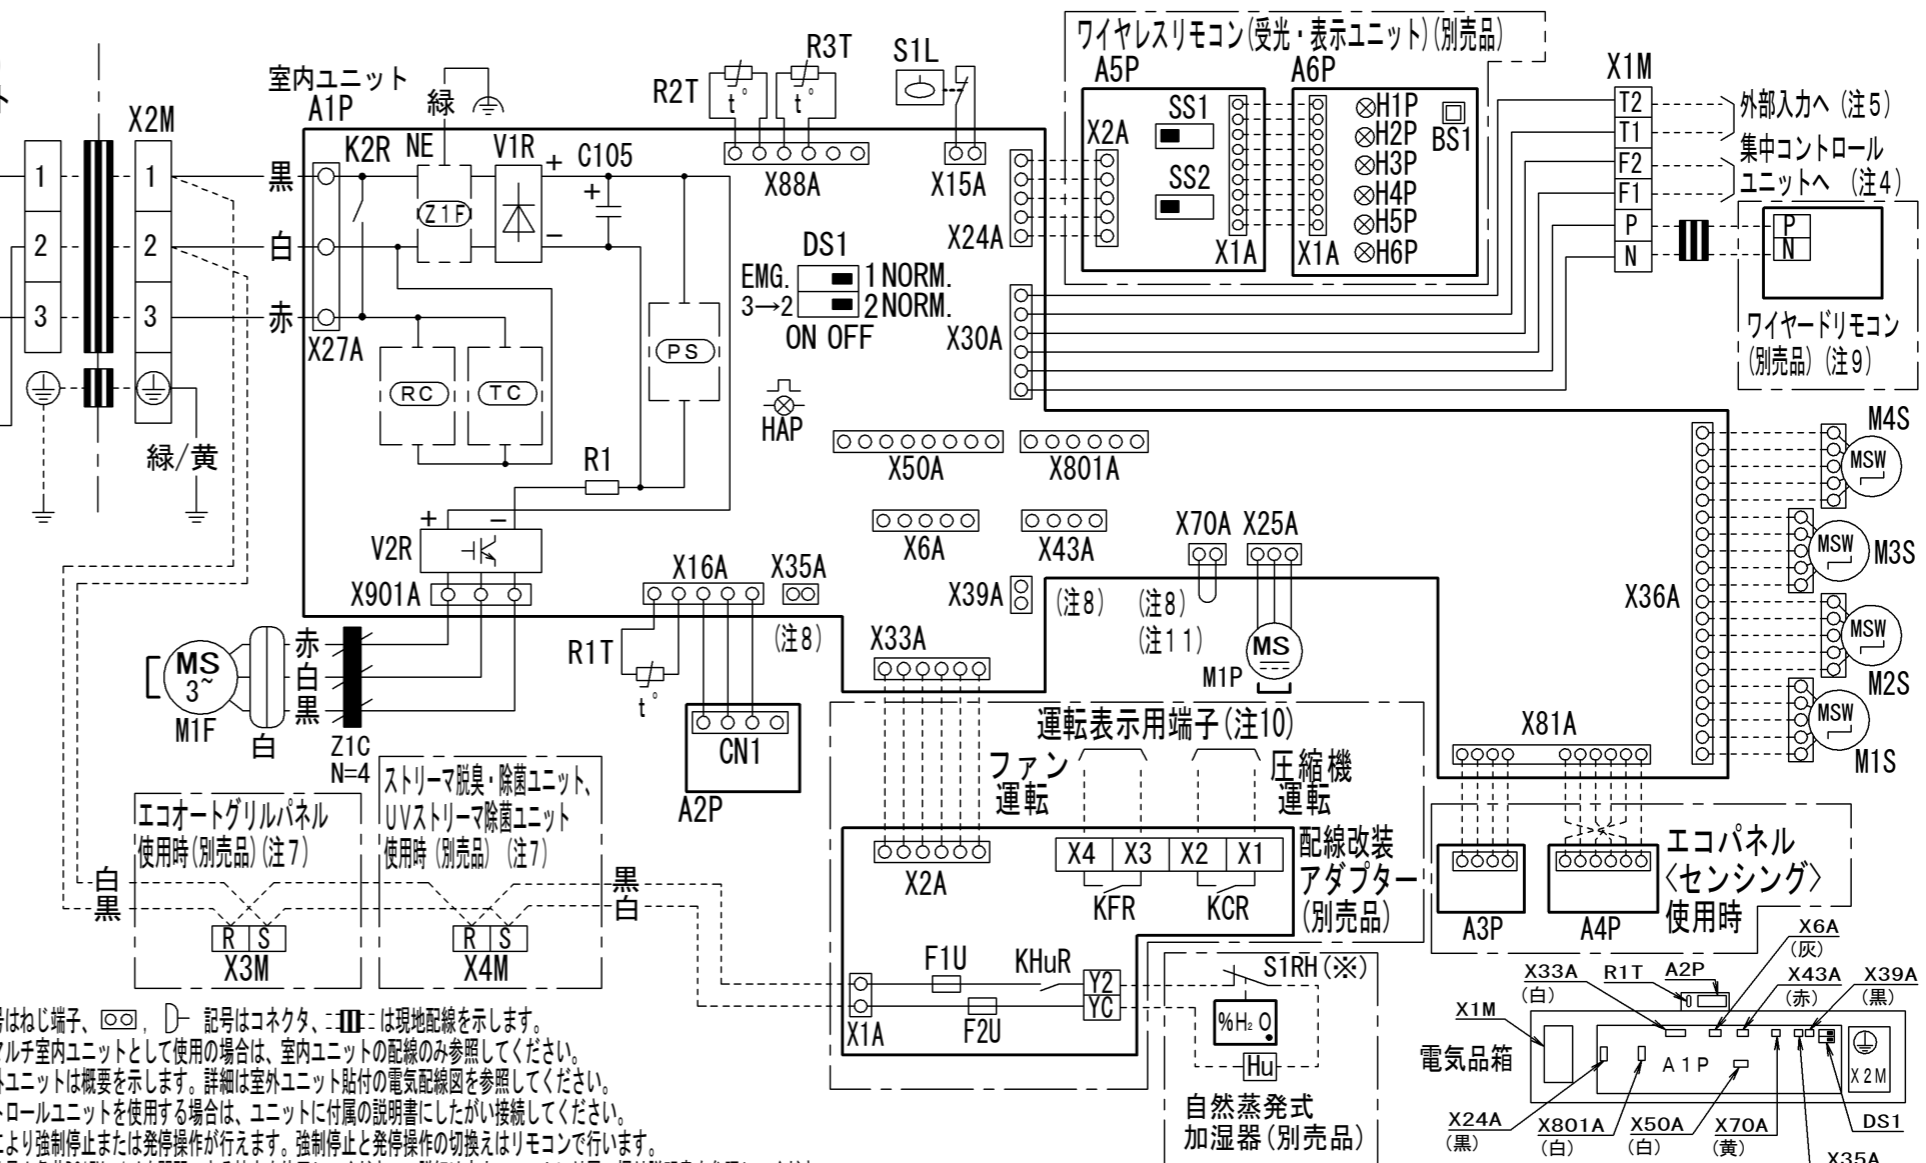 ト
室内ユニット
A1P
緑
X2M
1
2
3
1
2
3
緑/黄
黒
白
赤
X27A
K2R
NE
V1R
+
−
C105
+
Z1F
RC
TC
PS
R1
V2R
+
−
X901A
R2T
t°
R3T
t°
X88A
S1L
X15A
X24A
DS1
EMG.
1 NORM.
3→2
2 NORM.
ON OFF
HAP
X30A
X50A
X801A
X6A
X43A
X39A
(注8)
X70A
(注8)
(注11)
X25A
MS
M1P
X16A
X35A
(注8)
R1T
t°
CN1
A2P
X33A
ワイヤレスリモコン(受光・表示ユニット)(別売品)
A5P
X2A
SS1
SS2
X1A
A6P
X1A
H1P
H2P
H3P
H4P
H5P
H6P
BS1
X1M
T2
T1
F2
F1
P
N
外部入力へ (注5)
集中コントロール
ユニットへ (注4)
P
N
ワイヤードリモコン
(別売品) (注9)
X36A
M4S
MSW
M3S
MSW
M2S
MSW
M1S
MSW
X81A
A3P
A4P
エコパネル
〈センシング〉
使用時
MS
3~
M1F
白
赤
白
黒
Z1C
N=4
エコオートグリルパネル
使用時(別売品)(注7)
ストリーマ脱臭・除菌ユニット、
UVストリーマ除菌ユニット
使用時 (別売品) (注7)
白
黒
R S
X3M
R S
X4M
黒
白
運転表示用端子(注10)
ファン
運転
圧縮機
運転
X2A
X4 X3 X2 X1
KFR
KCR
配線改装
アダプター
(別売品)
F1U
KHuR
F2U
X1A
Y2
YC
S1RH(※)
%H₂O
Hu
自然蒸発式
加湿器(別売品)
号はねじ端子、
記号はコネクタ、
は現地配線を示します。
マルチ室内ユニットとして使用の場合は、室内ユニットの配線のみ参照してください。
外ユニットは概要を示します。詳細は室外ユニット貼付の電気配線図を参照してください。
トロールユニットを使用する場合は、ユニットに付属の説明書にしたがい接続してください。
により強制停止または発停操作が行えます。強制停止と発停操作の切換えはリモコンで行います。
電気品箱
X1M
X33A
(白)
R1T
A2P
X6A
(灰)
X43A
(赤)
X39A
(黒)
A1P
X2M
X24A
(黒)
X801A
(白)
X50A
(白)
X70A
(黄)
DS1
X35A